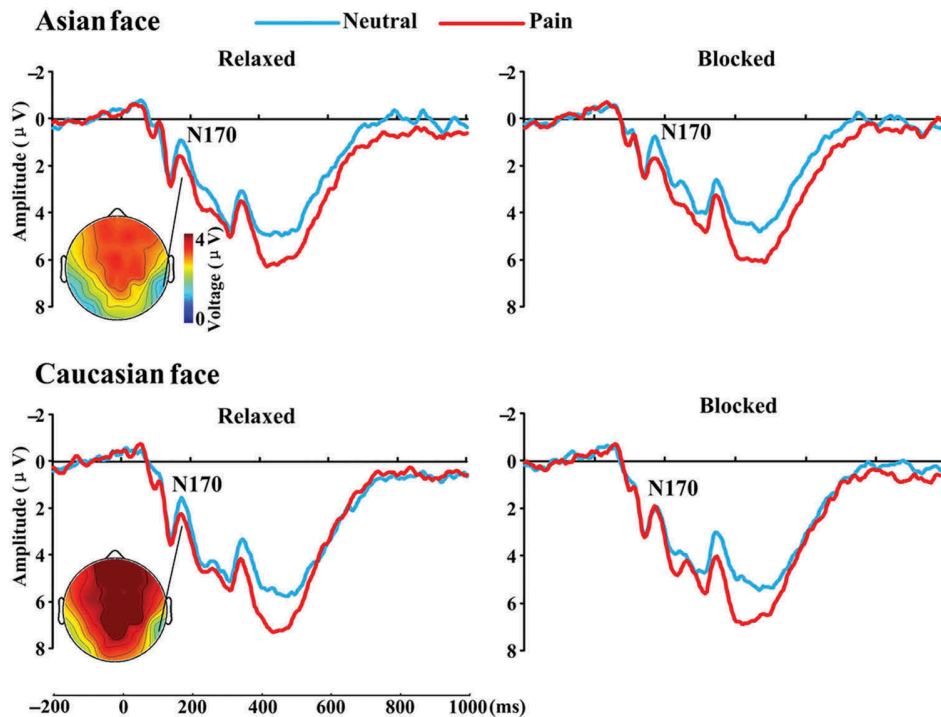 Asian face
Neutral
Pain
Relaxed
Blocked
Amplitude (μ V)
–2
0
2
4
6
8
N170
4
0
Voltage (μ V)
–2
0
2
4
6
8
N170
Caucasian face
Relaxed
Blocked
Amplitude (μ V)
–2
0
2
4
6
8
N170
–2
0
2
4
6
8
N170
–200 0 200 400 600 800 1000 (ms)